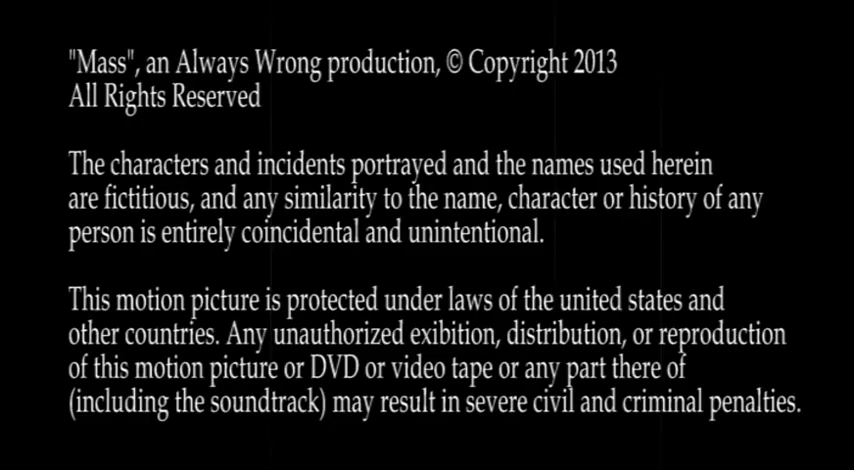 "Mass", an Always Wrong production, © Copyright 2013
All Rights Reserved
The characters and incidents portrayed and the names used herein
are fictitious, and any similarity to the name, character or history of any
person is entirely coincidental and unintentional.
This motion picture is protected under laws of the united states and
other countries. Any unauthorized exibition, distribution, or reproduction
of this motion picture or DVD or video tape or any part there of
(including the soundtrack) may result in severe civil and criminal penalties.